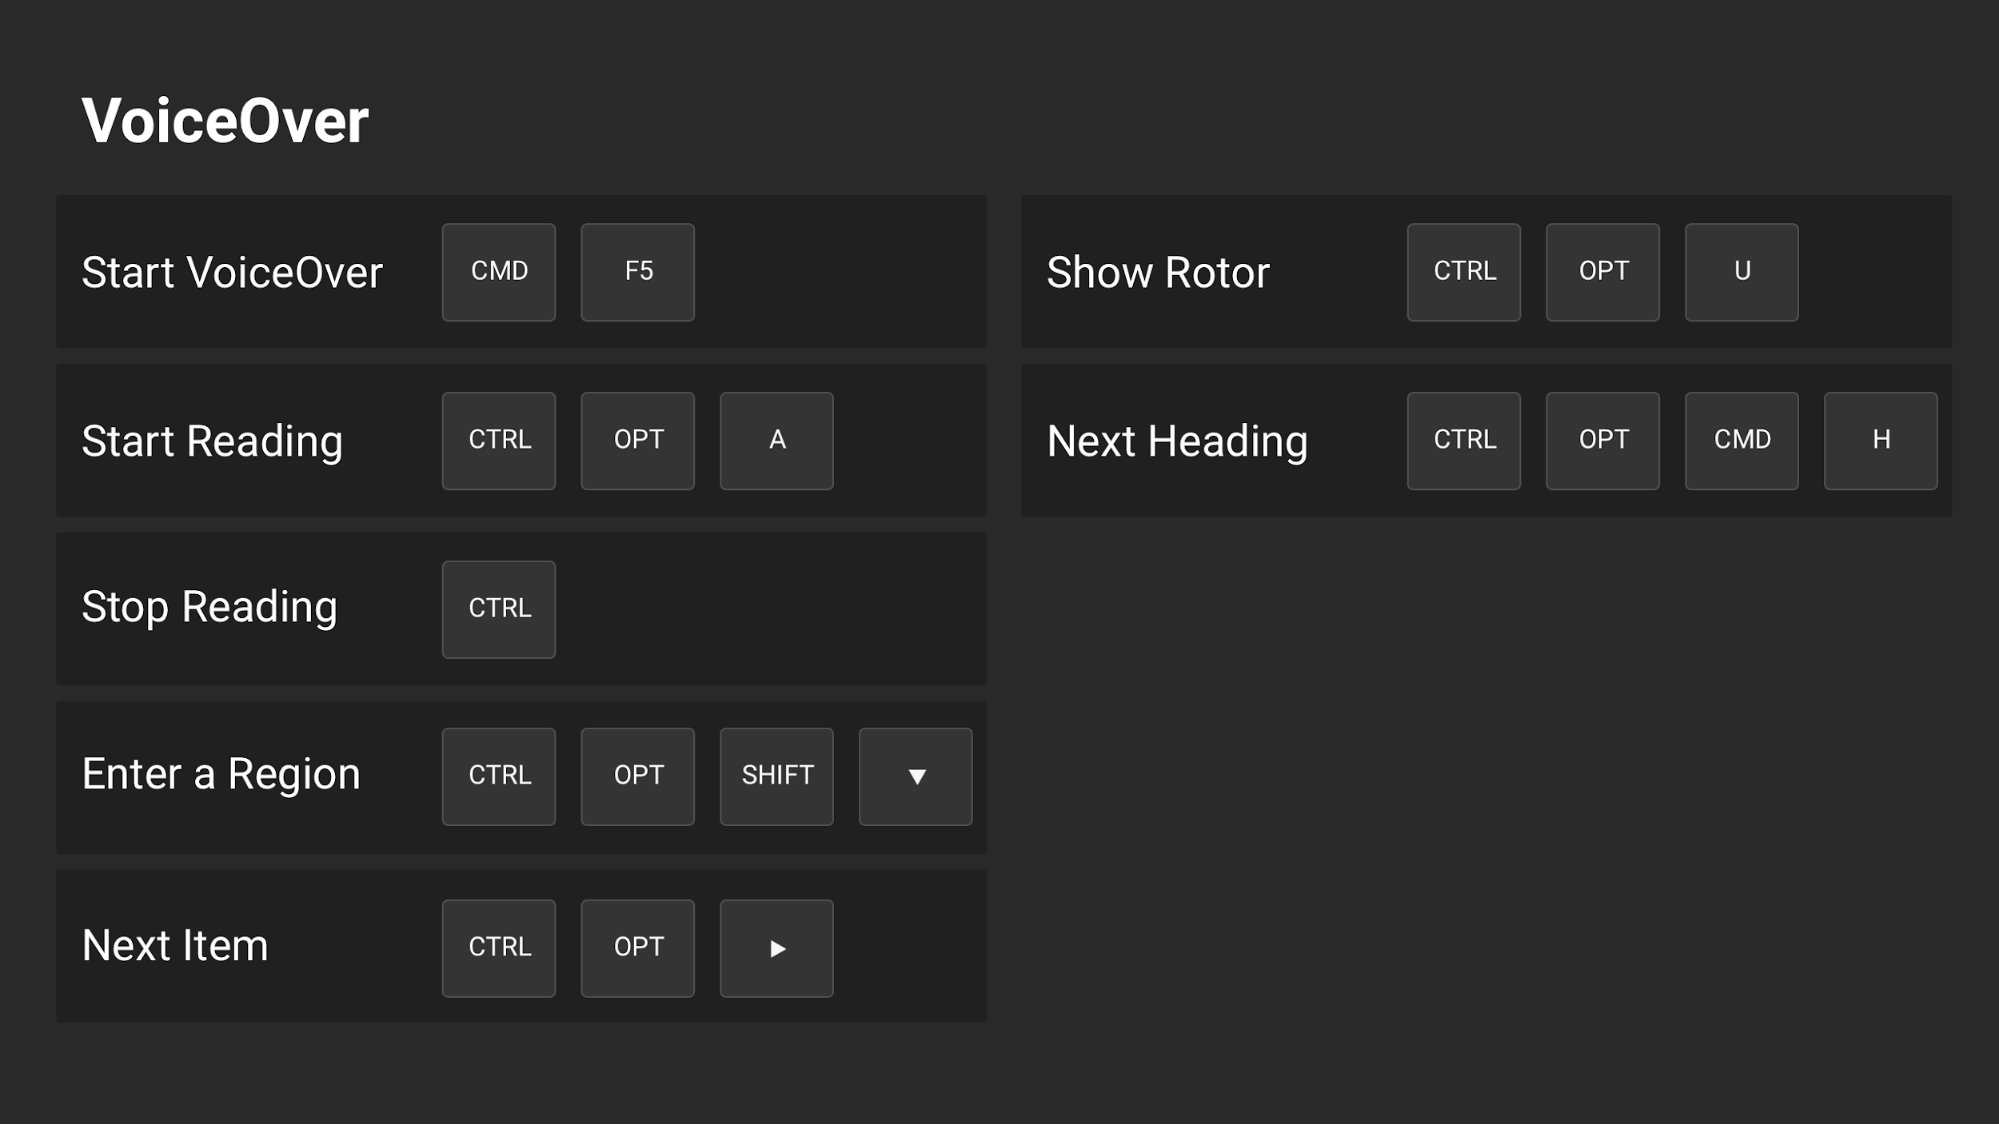 VoiceOver
Start VoiceOver CMD F5
Start Reading CTRL OPT A
Stop Reading CTRL
Enter a Region CTRL OPT SHIFT ▼
Next Item CTRL OPT ▶
Show Rotor CTRL OPT U
Next Heading CTRL OPT CMD H